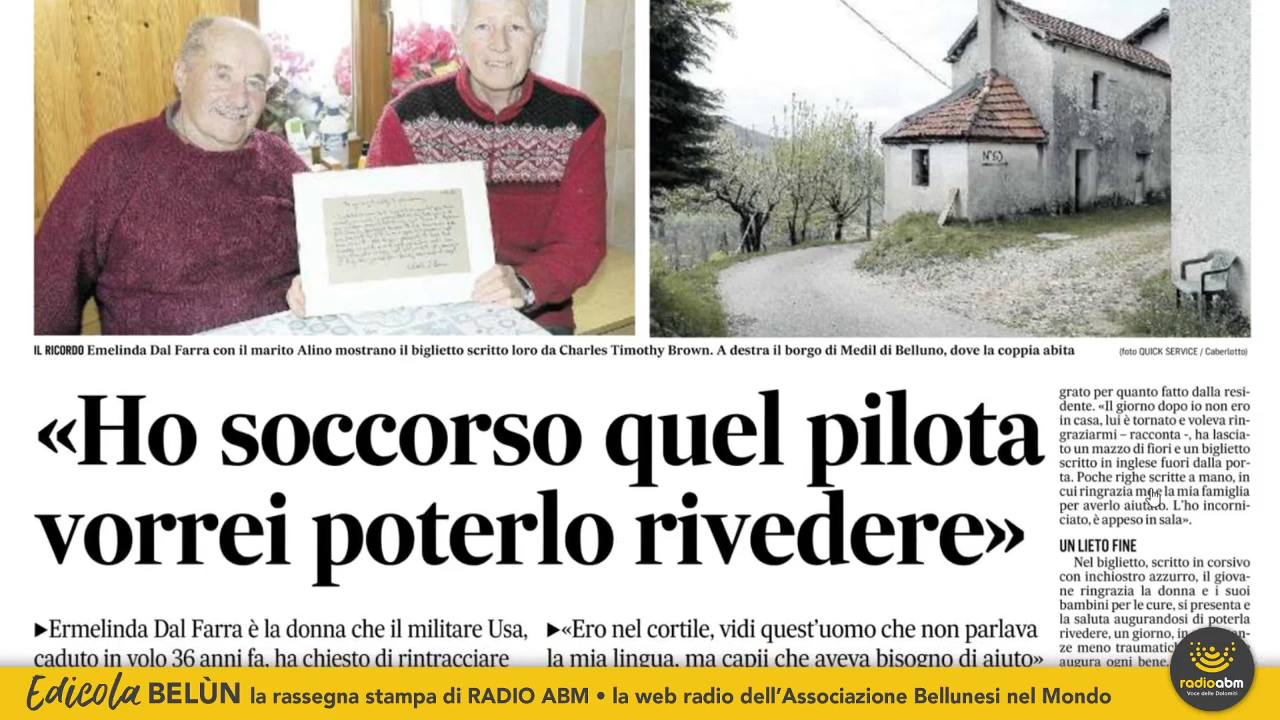 N°63
IL RICORDO Emelinda Dal Farra con il marito Alino mostrano il biglietto scritto loro da Charles Timothy Brown. A destra il borgo di Medil di Belluno, dove la coppia abita
(foto QUICK SERVICE / Caberlotto)
«Ho soccorso quel pilota
vorrei poterlo rivedere»
▶Ermelinda Dal Farra è la donna che il militare Usa,
caduto in volo 36 anni fa, ha chiesto di rintracciare
▶«Ero nel cortile, vidi quest'uomo che non parlava
la mia lingua, ma capii che aveva bisogno di aiuto»
grato per quanto fatto dalla resi-
dente. «Il giorno dopo io non ero
in casa, lui è tornato e voleva rin-
graziarmi – racconta -, ha lascia-
to un mazzo di fiori e un biglietto
scritto in inglese fuori dalla por-
ta. Poche righe scritte a mano, in
cui ringrazia me e la mia famiglia
per averlo aiutato. L'ho incorni-
ciato, è appeso in sala».
UN LIETO FINE
Nel biglietto, scritto in corsivo
con inchiostro azzurro, il giova-
ne ringrazia la donna e i suoi
bambini per le cure, si presenta e
la saluta augurandosi di poterla
rivedere, un giorno, in
ze meno
augura ogni bene.
Edicola BELÙN la rassegna stampa di RADIO ABM • la web radio dell'Associazione Bellunesi nel Mondo
radioabm
Voce delle Dolomiti